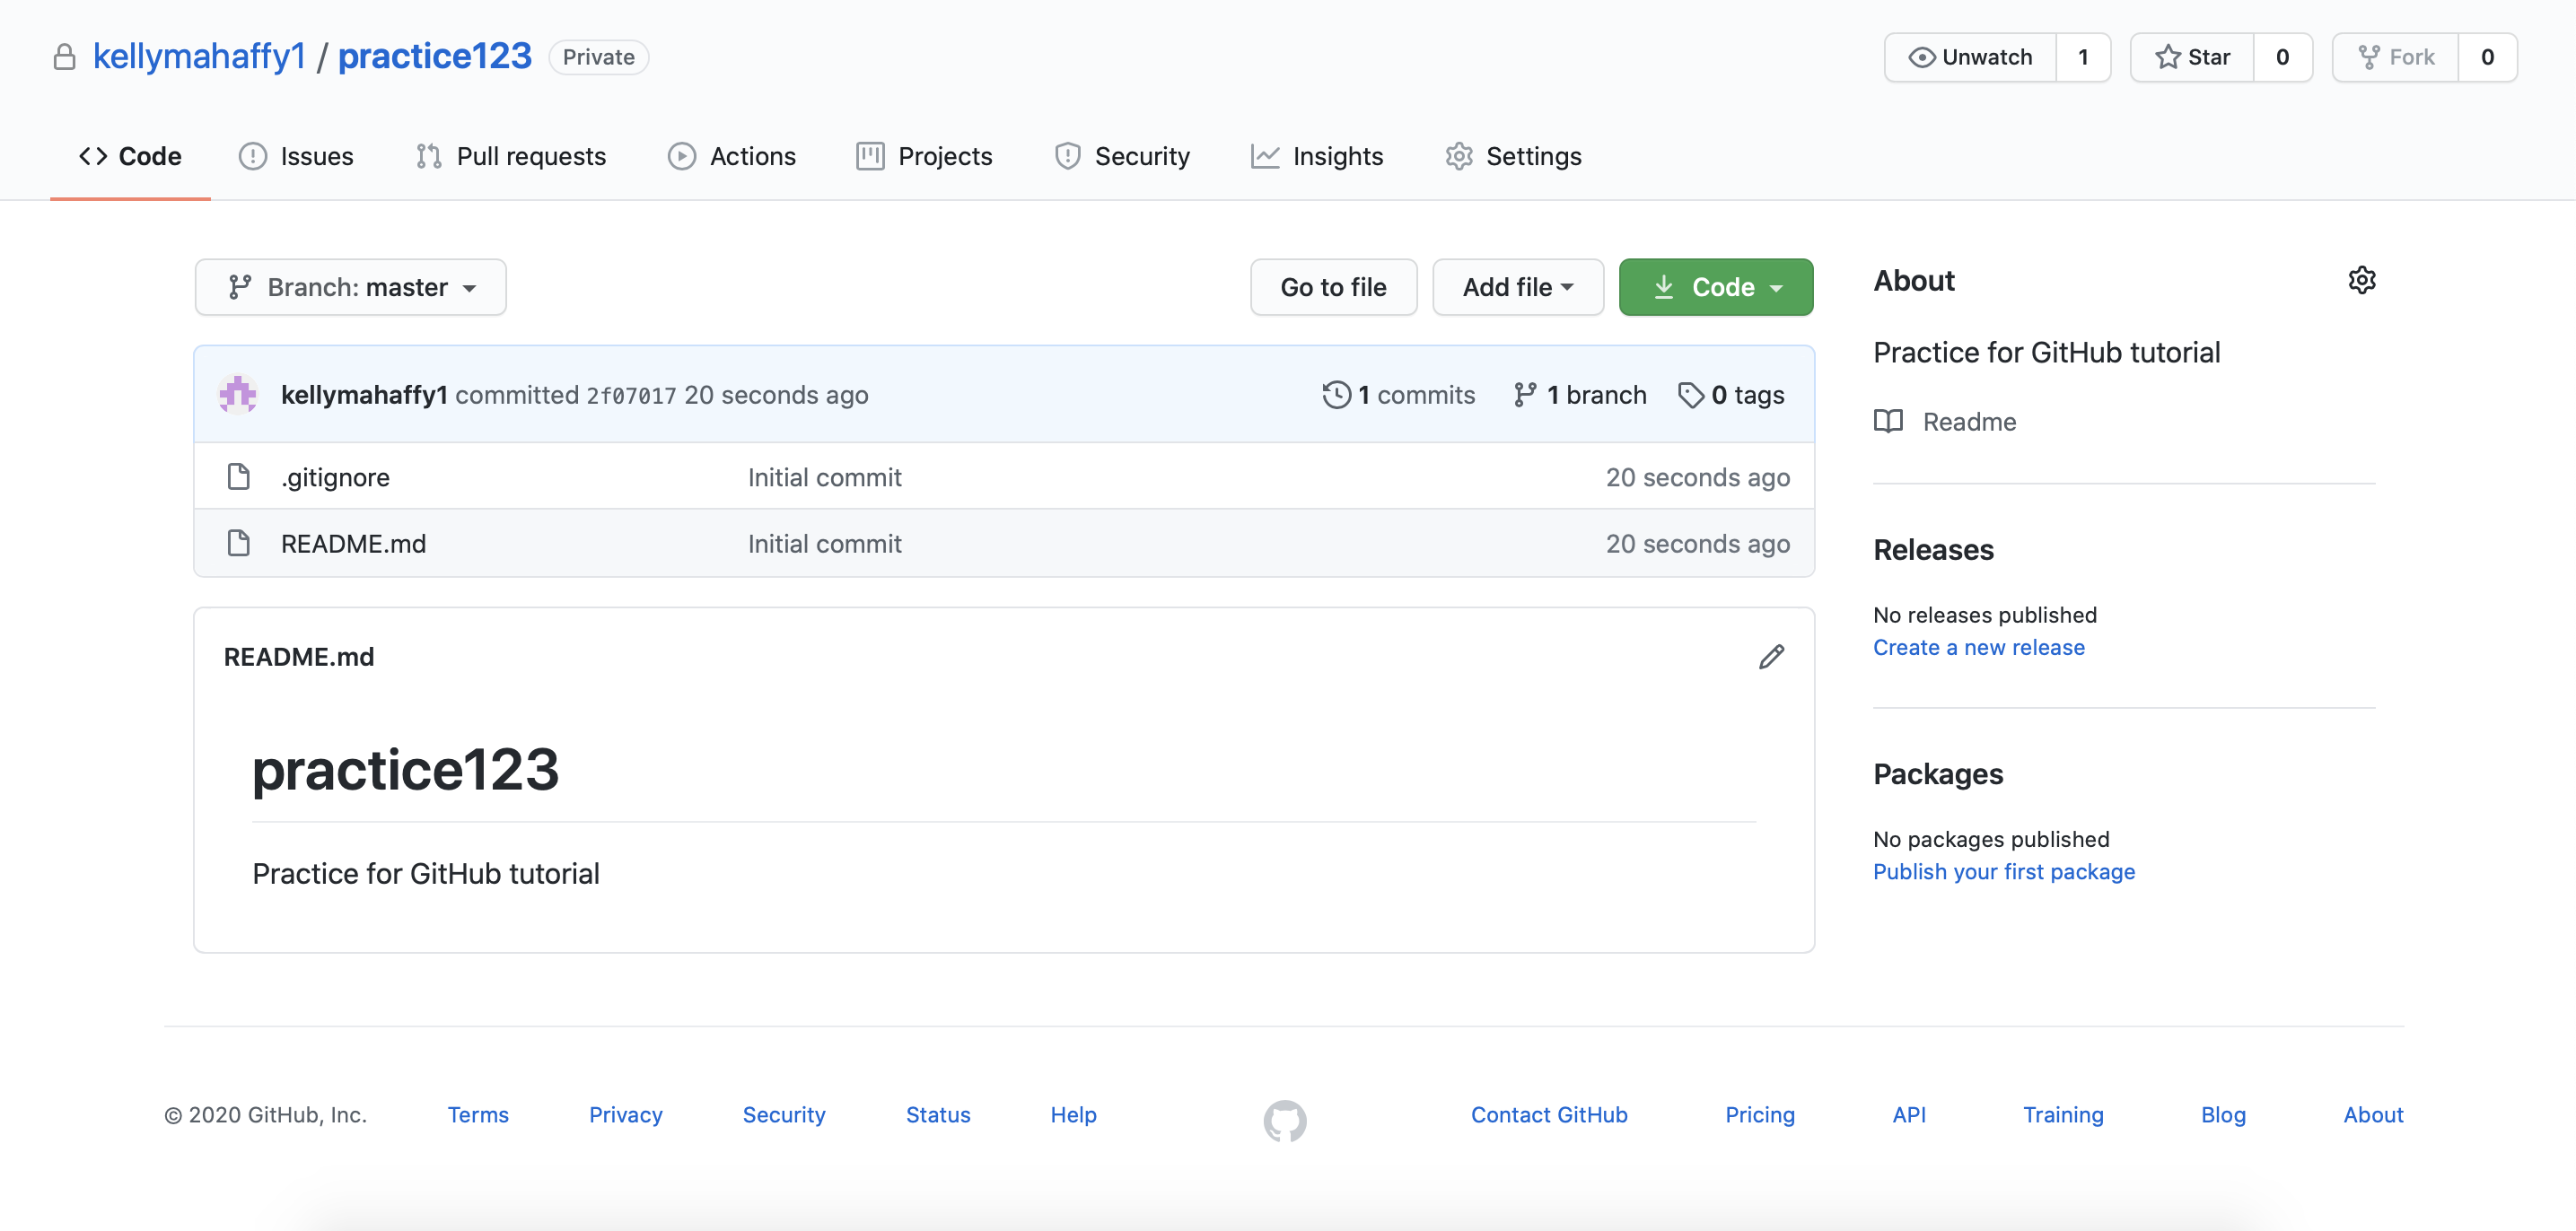 kellymahaffy1 / practice123 Private
Unwatch 1 Star 0 Fork 0
Code Issues Pull requests Actions Projects Security Insights Settings
Branch: master Go to file Add file Code
kellymahaffy1 committed 2f07017 20 seconds ago 1 commits 1 branch 0 tags
.gitignore Initial commit 20 seconds ago
README.md Initial commit 20 seconds ago
README.md
practice123
Practice for GitHub tutorial
About
Practice for GitHub tutorial
Readme
Releases
No releases published
Create a new release
Packages
No packages published
Publish your first package
© 2020 GitHub, Inc. Terms Privacy Security Status Help Contact GitHub Pricing API Training Blog About